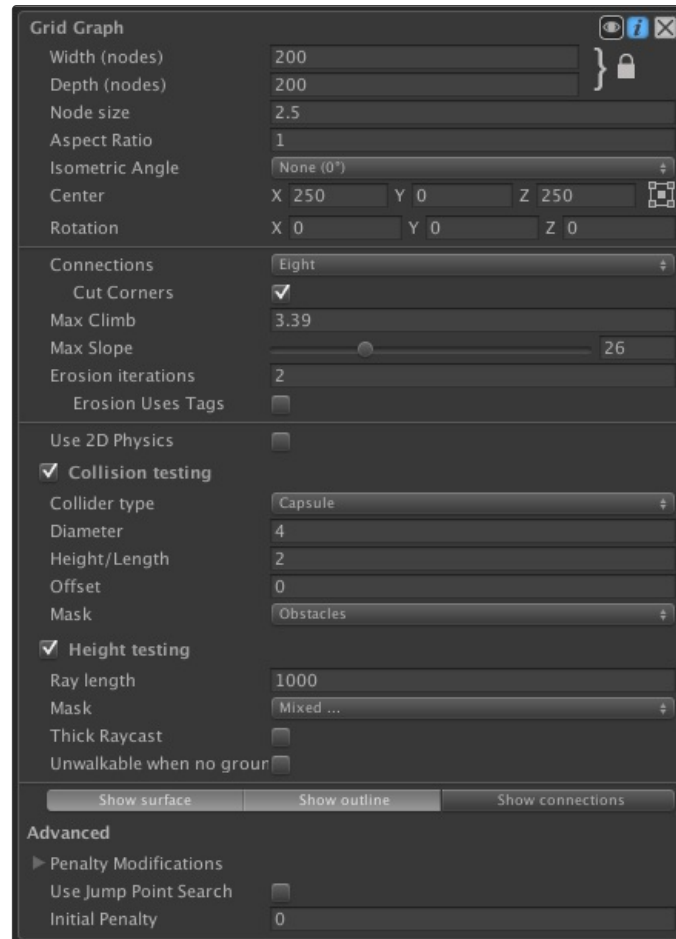 Grid Graph
Width (nodes) 200
Depth (nodes) 200
Node size 2.5
Aspect Ratio 1
Isometric Angle None (0°)
Center X 250 Y 0 Z 250
Rotation X 0 Y 0 Z 0
Connections Eight
Cut Corners
Max Climb 3.39
Max Slope 26
Erosion iterations 2
Erosion Uses Tags
Use 2D Physics
Collision testing
Collider type Capsule
Diameter 4
Height/Length 2
Offset 0
Mask Obstacles
Height testing
Ray length 1000
Mask Mixed ...
Thick Raycast
Unwalkable when no groun
Show surface Show outline Show connections
Advanced
Penalty Modifications
Use Jump Point Search
Initial Penalty 0